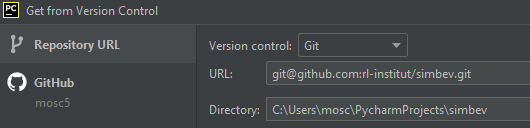 PC Get from Version Control
Repository URL
Version control: Git
GitHub
mosc5
URL: git@github.com:rl-institut/simbev.git
Directory: C:\Users\mosc\PycharmProjects\simbev